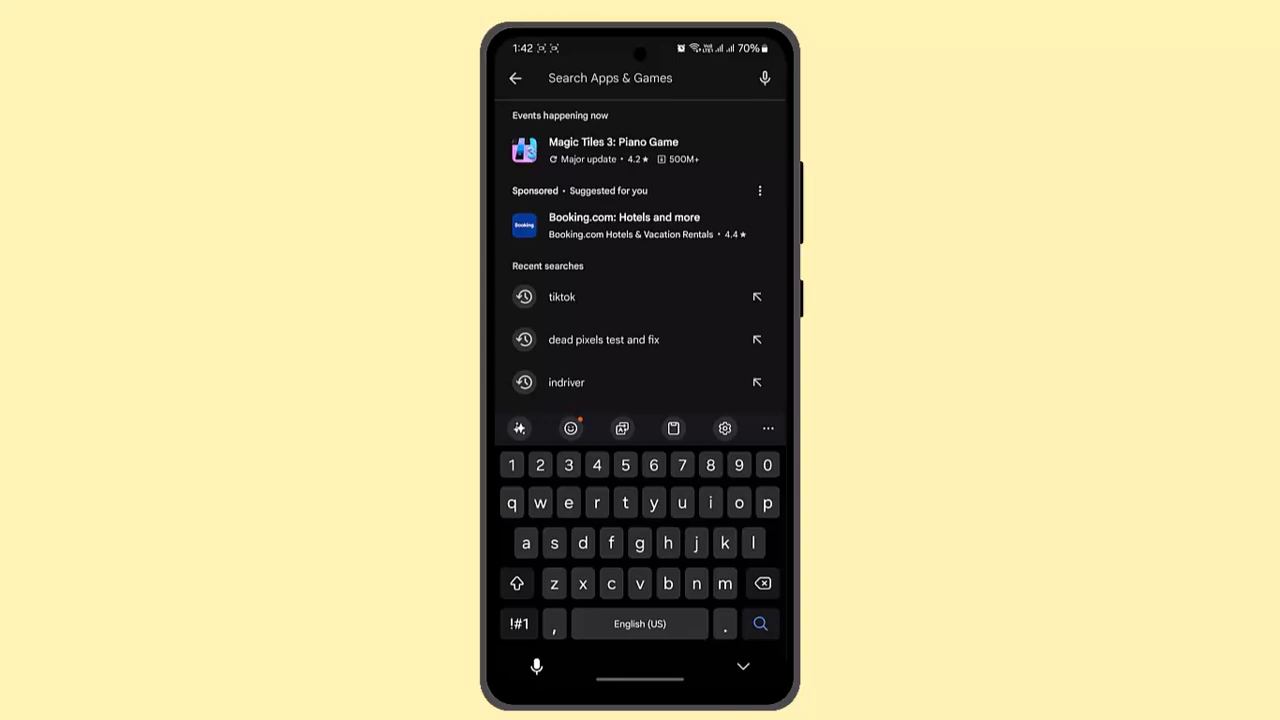 1:42 70%
Search Apps & Games
Events happening now
Magic Tiles 3: Piano Game
Major update • 4.2★ 500M+
Sponsored • Suggested for you
Booking.com: Hotels and more
Booking
Booking.com Hotels & Vacation Rentals • 4.4★
Recent searches
tiktok
dead pixels test and fix
indriver
1 2 3 4 5 6 7 8 9 0
q w e r t y u i o p
a s d f g h j k l
z x c v b n m
!#1 , English (US) .